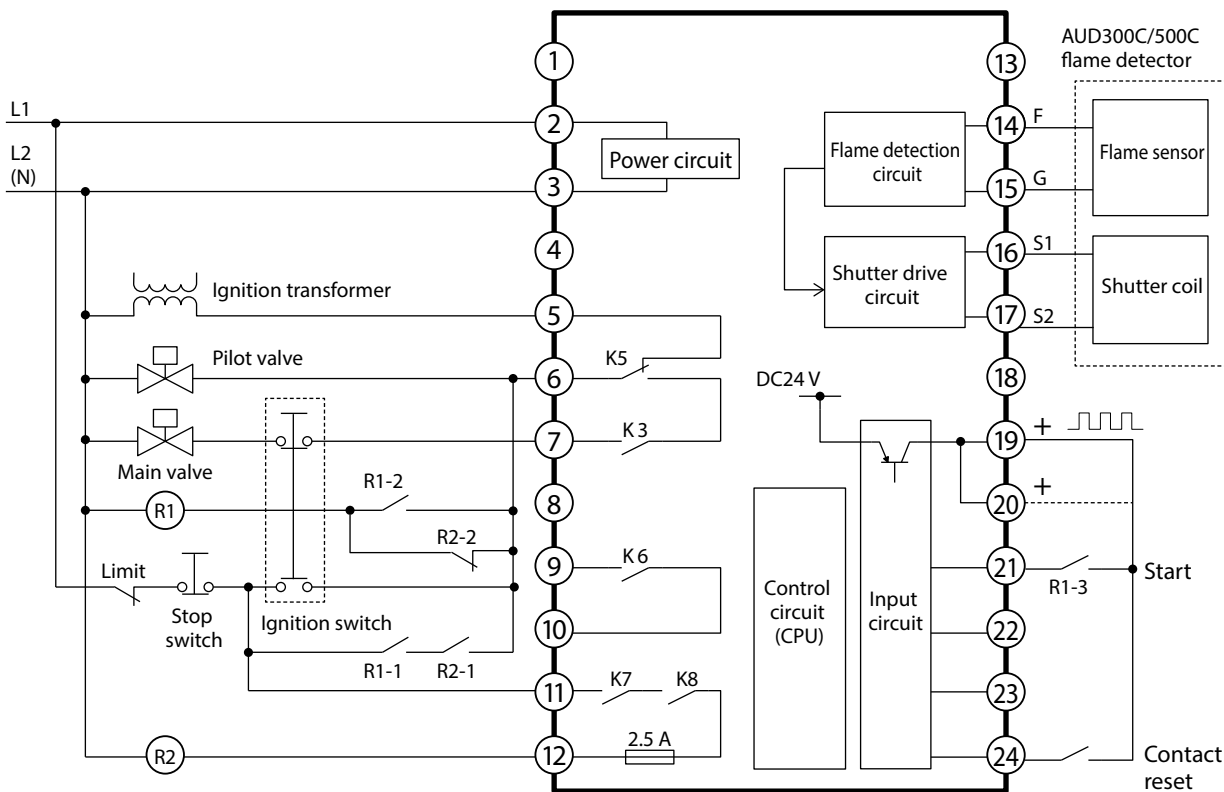 AUD300C/500C
flame detector
1
13
L1
2
14
F
Power circuit
Flame detection
circuit
Flame sensor
L2
(N)
3
15
G
4
16
S1
Ignition transformer
Shutter drive
circuit
Shutter coil
5
17
S2
Pilot valve
K5
6
18
DC24 V
7
K 3
19
+
Main valve
R1
R1-2
8
20
+
R2-2
Limit
9
K 6
21
R1-3
Start
Stop
switch
Ignition switch
Control
circuit
(CPU)
Input
circuit
10
22
R1-1
R2-1
11
K7
K8
23
R2
12
2.5 A
24
Contact
reset